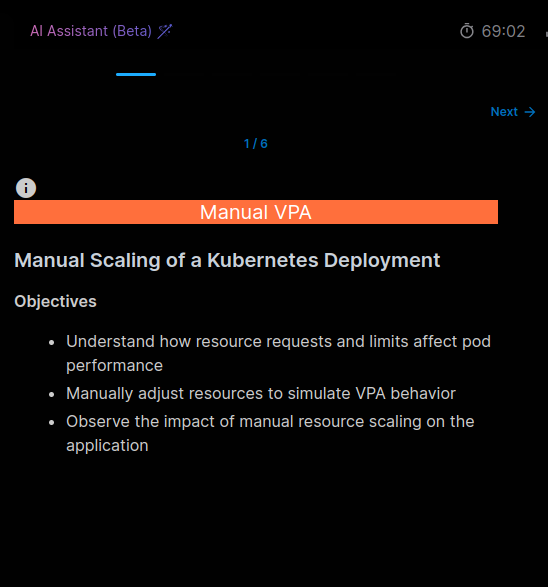 AI Assistant (Beta)
69:02
Next →
1 / 6
Manual VPA
Manual Scaling of a Kubernetes Deployment
Objectives
• Understand how resource requests and limits affect pod
performance
• Manually adjust resources to simulate VPA behavior
• Observe the impact of manual resource scaling on the
application